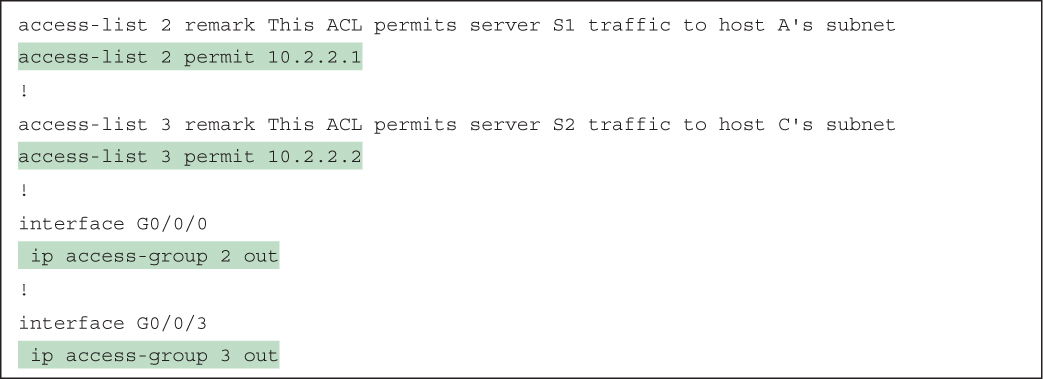 access-list 2 remark This ACL permits server S1 traffic to host A's subnet
access-list 2 permit 10.2.2.1
!
access-list 3 remark This ACL permits server S2 traffic to host C's subnet
access-list 3 permit 10.2.2.2
!
interface G0/0/0
 ip access-group 2 out
!
interface G0/0/3
 ip access-group 3 out